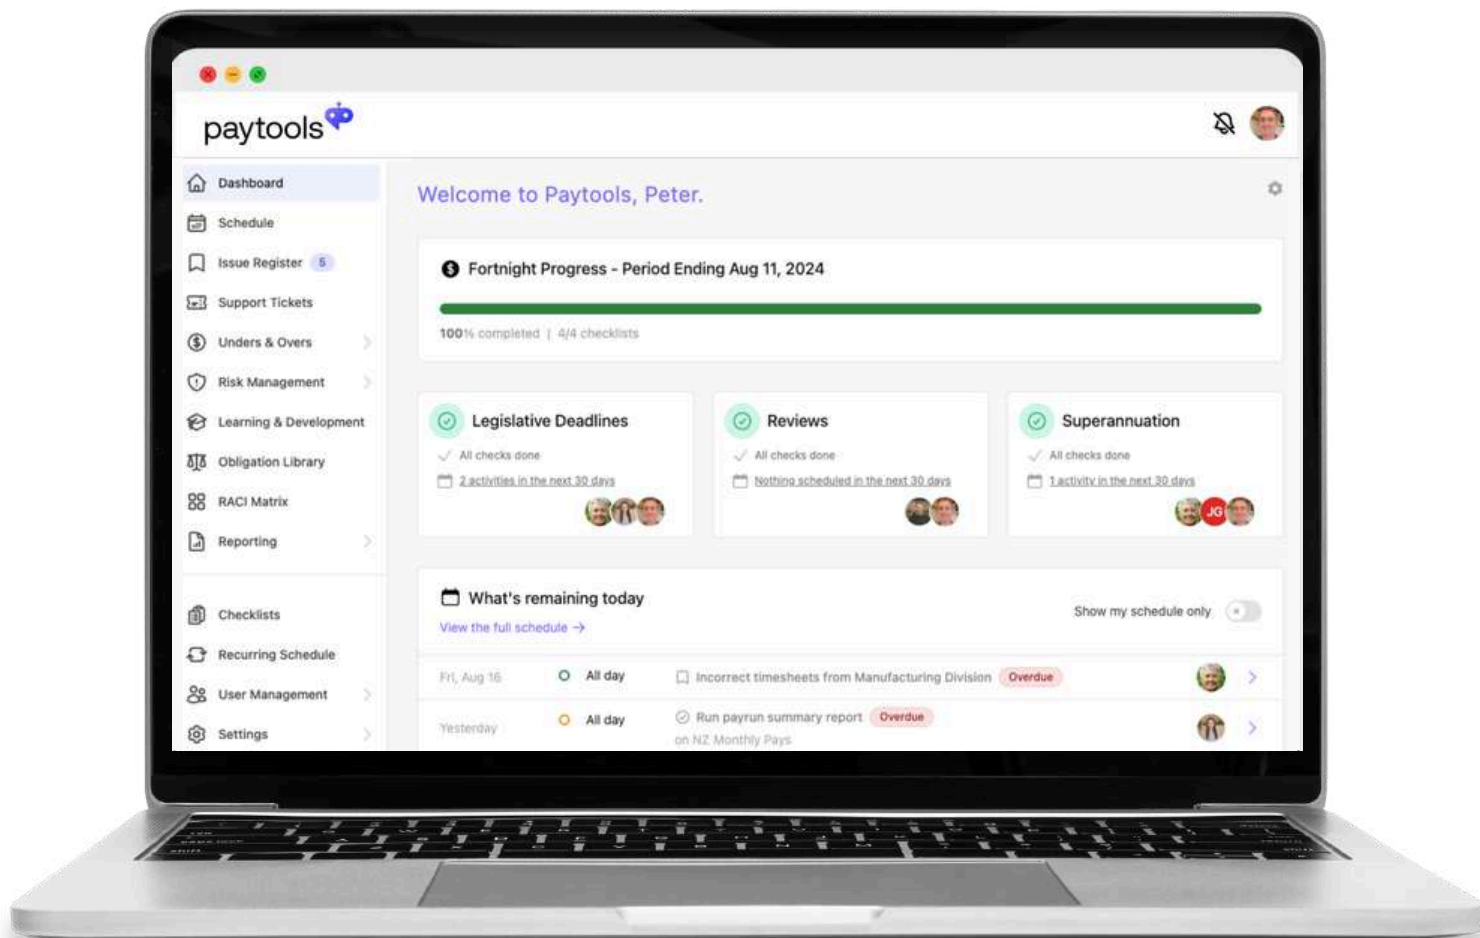 paytools
Dashboard
Schedule
Issue Register 5
Support Tickets
Unders & Overs
Risk Management
Learning & Development
Obligation Library
RACI Matrix
Reporting
Checklists
Recurring Schedule
User Management
Settings
Welcome to Paytools, Peter.
Fortnight Progress - Period Ending Aug 11, 2024
100% completed | 4/4 checklists
Legislative Deadlines
All checks done
2 activities in the next 30 days
Reviews
All checks done
Nothing scheduled in the next 30 days
Superannuation
All checks done
1 activity in the next 30 days
JG
What's remaining today
View the full schedule →
Show my schedule only
Fri, Aug 16 All day Incorrect timesheets from Manufacturing Division Overdue
Yesterday All day Run payrun summary report Overdue
on NZ Monthly Pays